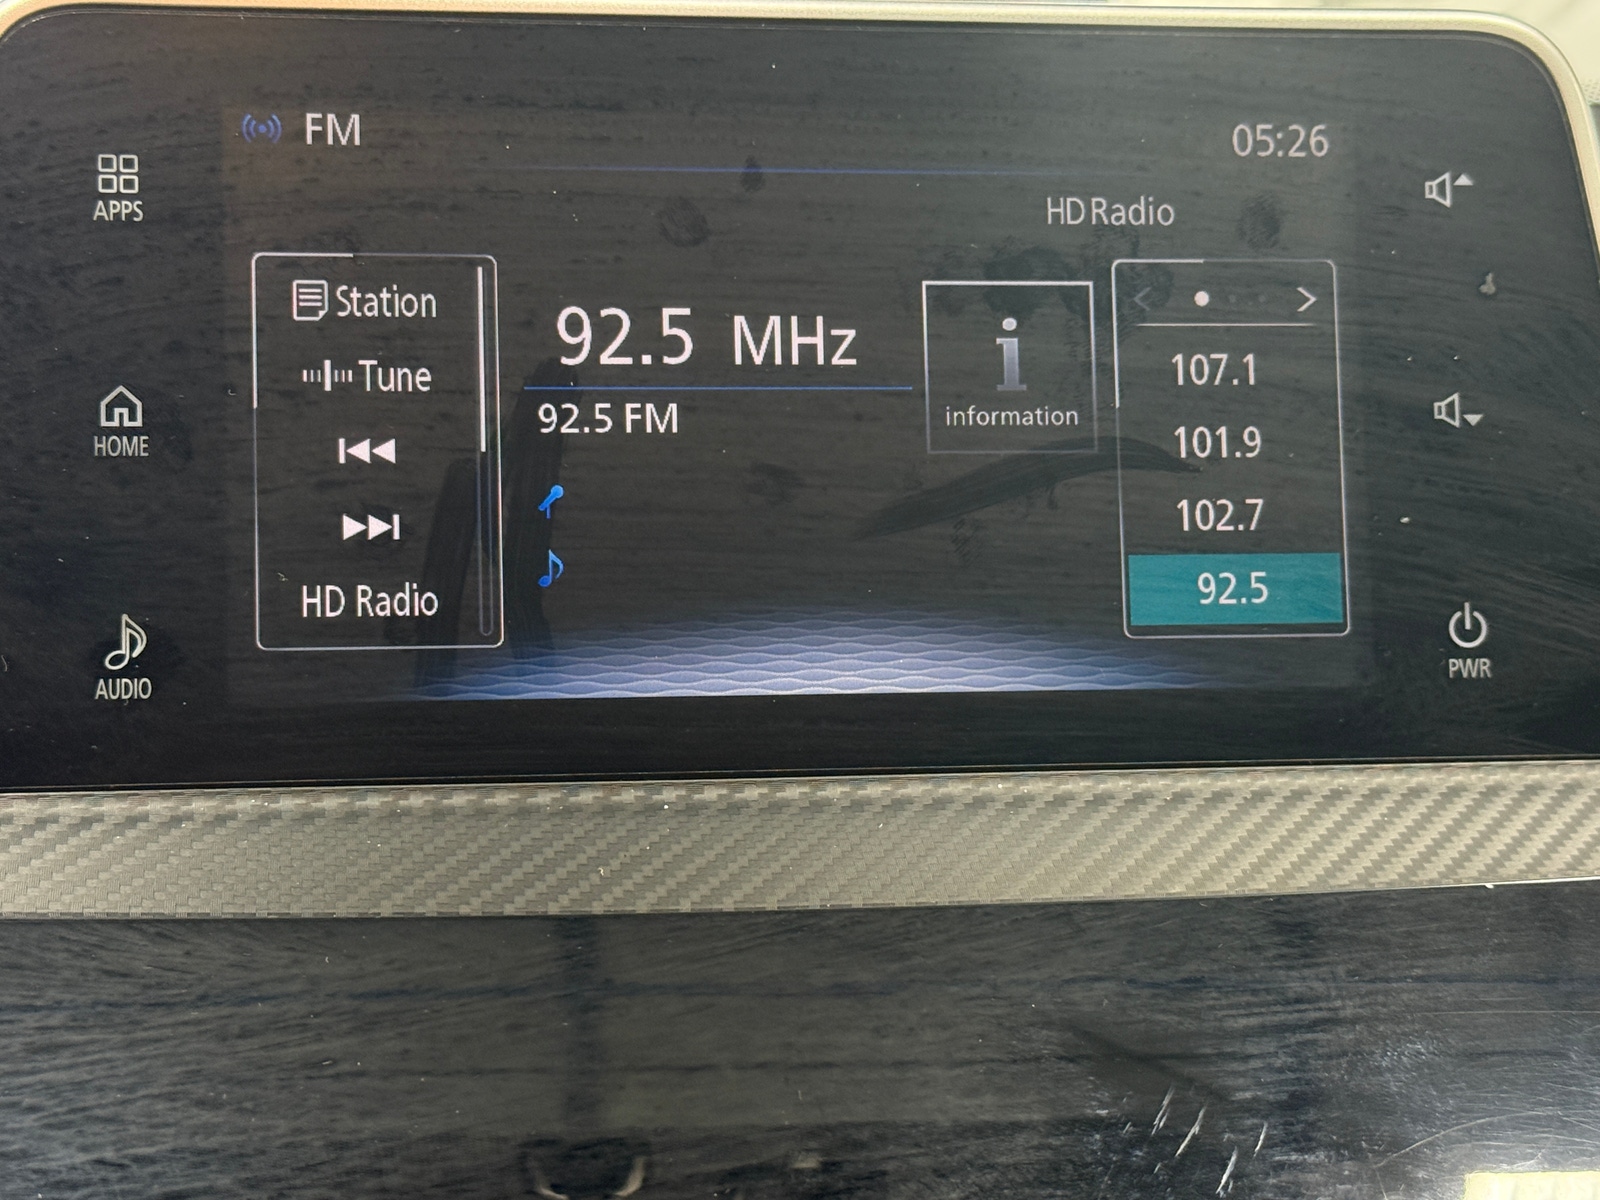 FM
05:26
APPS
HD Radio
Station
Tune
HD Radio
92.5 MHz
92.5 FM
information
107.1
101.9
102.7
92.5
HOME
AUDIO
PWR